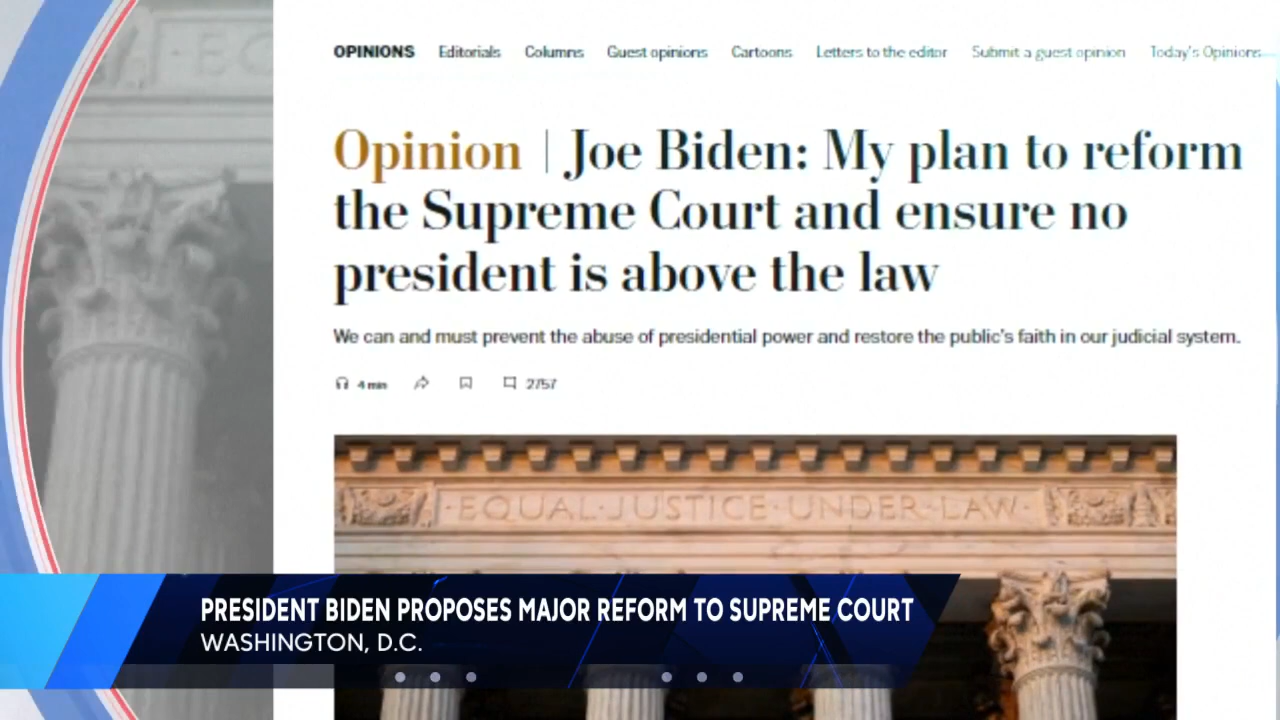 OPINIONS Editorials Columns Guest opinions Cartoons Letters to the editor Submit a guest opinion Today's Opinions
Opinion | Joe Biden: My plan to reform
the Supreme Court and ensure no
president is above the law
We can and must prevent the abuse of presidential power and restore the public's faith in our judicial system.
4 min 2757
·EQUAL·JUSTICE·UNDER·LAW·
PRESIDENT BIDEN PROPOSES MAJOR REFORM TO SUPREME COURT
WASHINGTON, D.C.